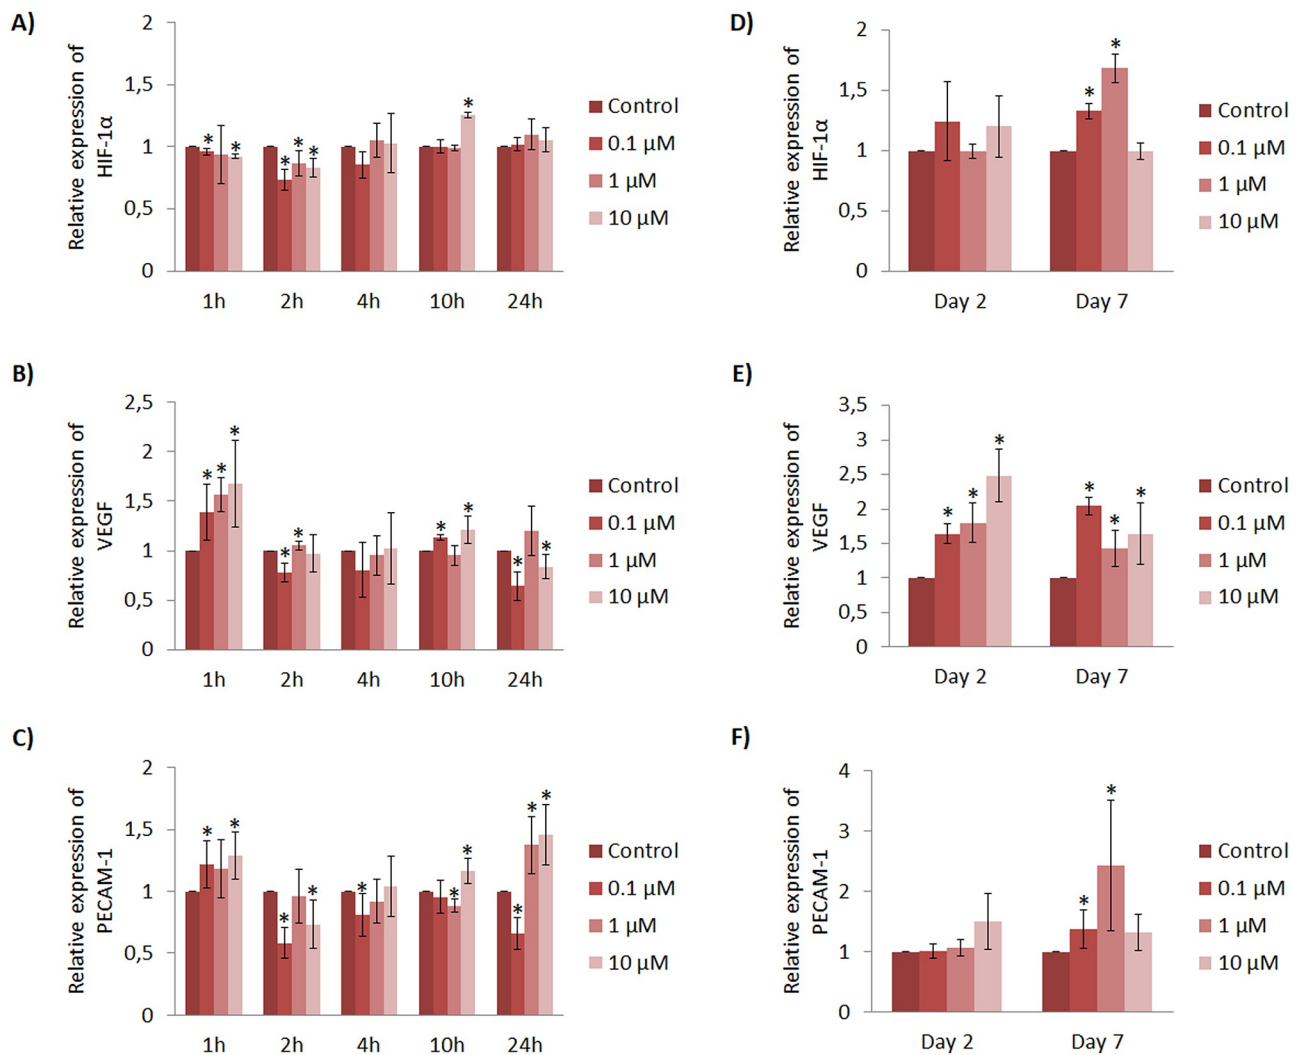 A)
Relative expression of
HIF-1α
2
1,5
1
0,5
0
* * * * * *
1h 2h 4h 10h 24h
Control
0.1 µM
1 µM
10 µM
D)
Relative expression of
HIF-1α
2
1,5
1
0,5
0
* *
Day 2 Day 7
Control
0.1 µM
1 µM
10 µM
B)
Relative expression of
VEGF
2,5
2
1,5
1
0,5
0
* * * * * * * * *
1h 2h 4h 10h 24h
Control
0.1 µM
1 µM
10 µM
E)
Relative expression of
VEGF
3,5
3
2,5
2
1,5
1
0,5
0
* * * * * *
Day 2 Day 7
Control
0.1 µM
1 µM
10 µM
C)
Relative expression of
PECAM-1
2
1,5
1
0,5
0
* * * * * * * * * *
1h 2h 4h 10h 24h
Control
0.1 µM
1 µM
10 µM
F)
Relative expression of
PECAM-1
4
3
2
1
0
* *
Day 2 Day 7
Control
0.1 µM
1 µM
10 µM